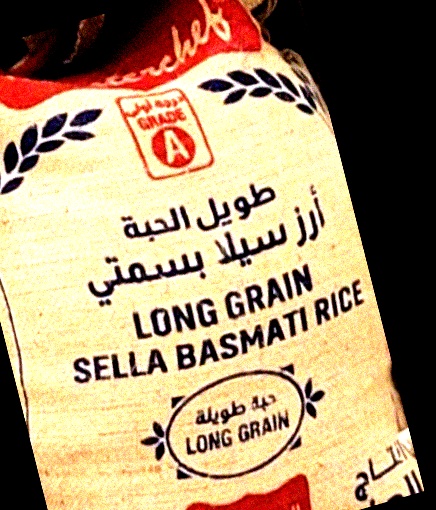 درجة أولى
GRADE
A
طويل الحبة
أرز سيلا بسمتي
LONG GRAIN
SELLA BASMATI RICE
حبة طويلة
LONG GRAIN